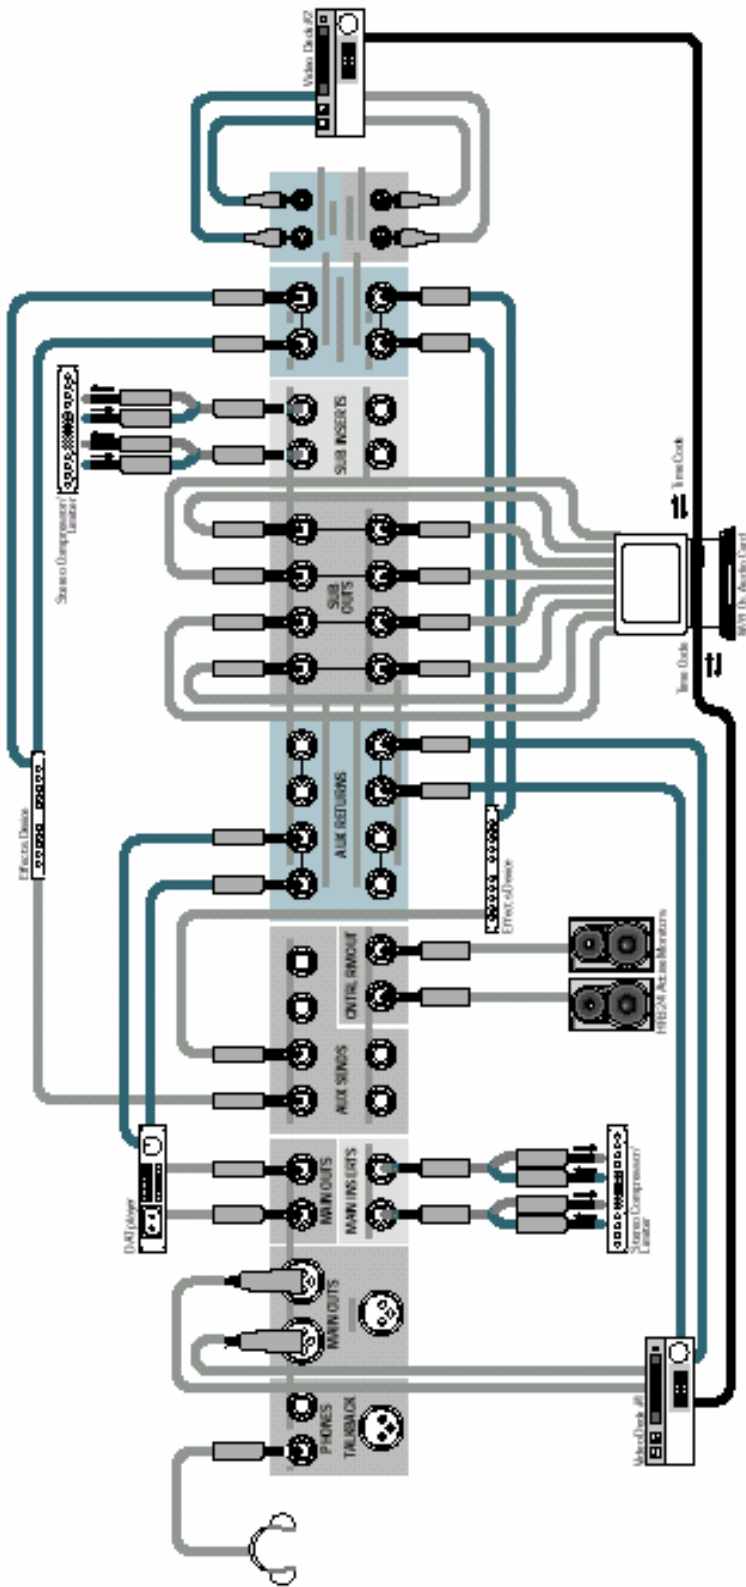 Video Deck #2
SUB INSERTS
Stereo Compressor/
Limiter
SUB
OUTS
Time Code
Time Code
Effects Device
AUX RETURNS
Effects Device
CNTRL RM OUT
AUX SENDS
MAIN OUTS
MAIN INSERTS
DAT player
Stereo Compressor/
Limiter
MAIN OUTS
PHONES
TALKBACK
Video Deck #1